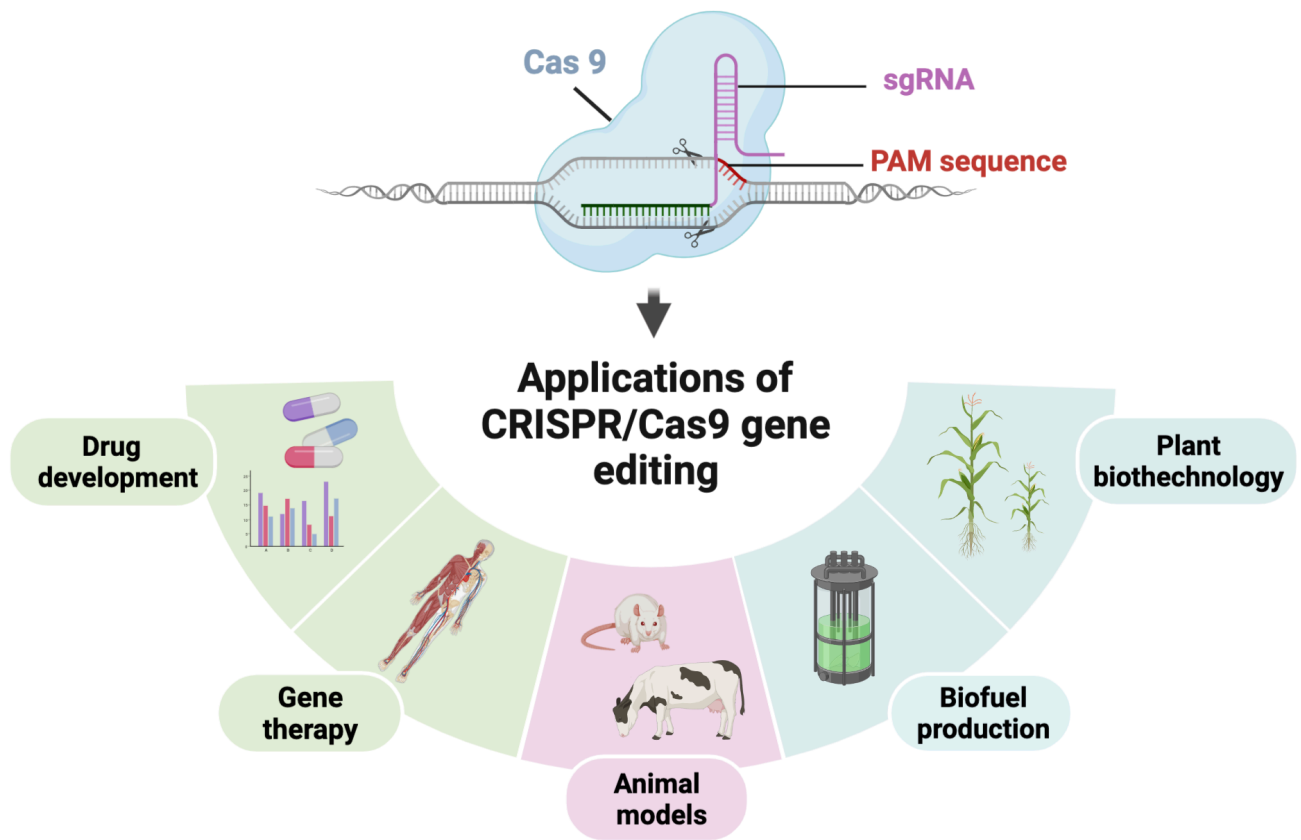 Cas 9
sgRNA
PAM sequence
Applications of
CRISPR/Cas9 gene
editing
Drug
development
Plant
biothechnology
Gene
therapy
Biofuel
production
Animal
models